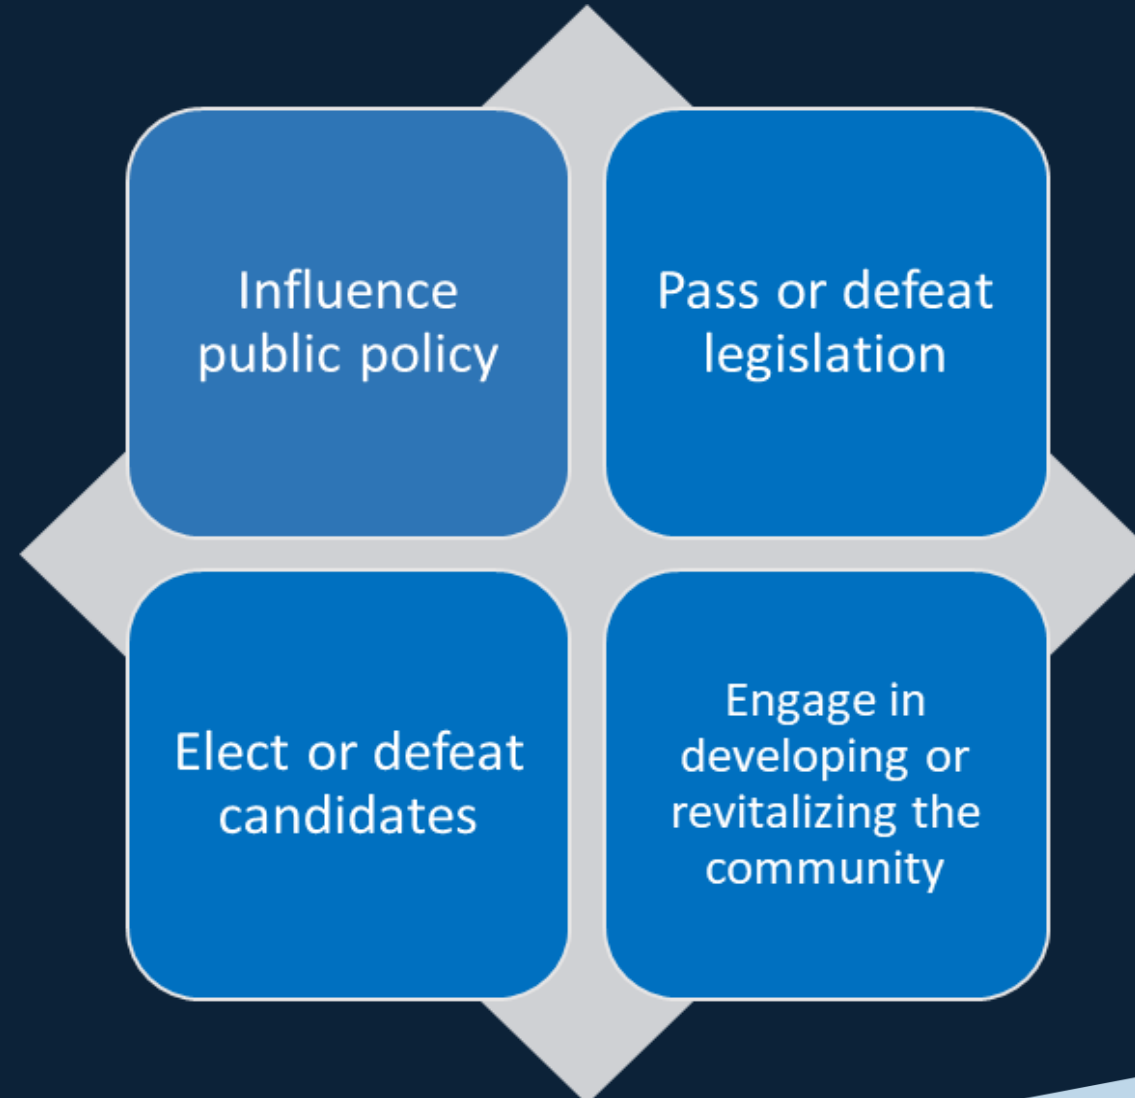 Influence
public policy
Pass or defeat
legislation
Elect or defeat
candidates
Engage in
developing or
revitalizing the
community